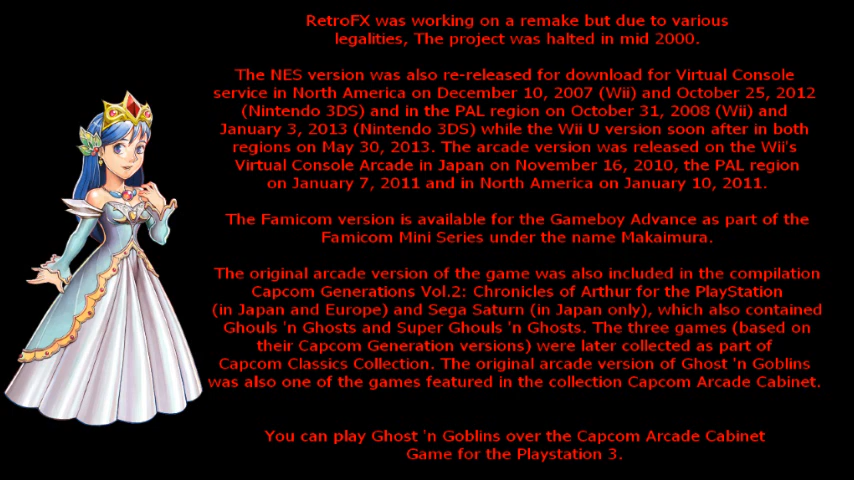 RetroFX was working on a remake but due to various
legalities, The project was halted in mid 2000.
The NES version was also re-released for download for Virtual Console
service in North America on December 10, 2007 (Wii) and October 25, 2012
(Nintendo 3DS) and in the PAL region on October 31, 2008 (Wii) and
January 3, 2013 (Nintendo 3DS) while the Wii U version soon after in both
regions on May 30, 2013. The arcade version was released on the Wii's
Virtual Console Arcade in Japan on November 16, 2010, the PAL region
on January 7, 2011 and in North America on January 10, 2011.
The Famicom version is available for the Gameboy Advance as part of the
Famicom Mini Series under the name Makaimura.
The original arcade version of the game was also included in the compilation
Capcom Generations Vol.2: Chronicles of Arthur for the PlayStation
(in Japan and Europe) and Sega Saturn (in Japan only), which also contained
Ghouls 'n Ghosts and Super Ghouls 'n Ghosts. The three games (based on
their Capcom Generation versions) were later collected as part of
Capcom Classics Collection. The original arcade version of Ghost 'n Goblins
was also one of the games featured in the collection Capcom Arcade Cabinet.
You can play Ghost 'n Goblins over the Capcom Arcade Cabinet
Game for the Playstation 3.